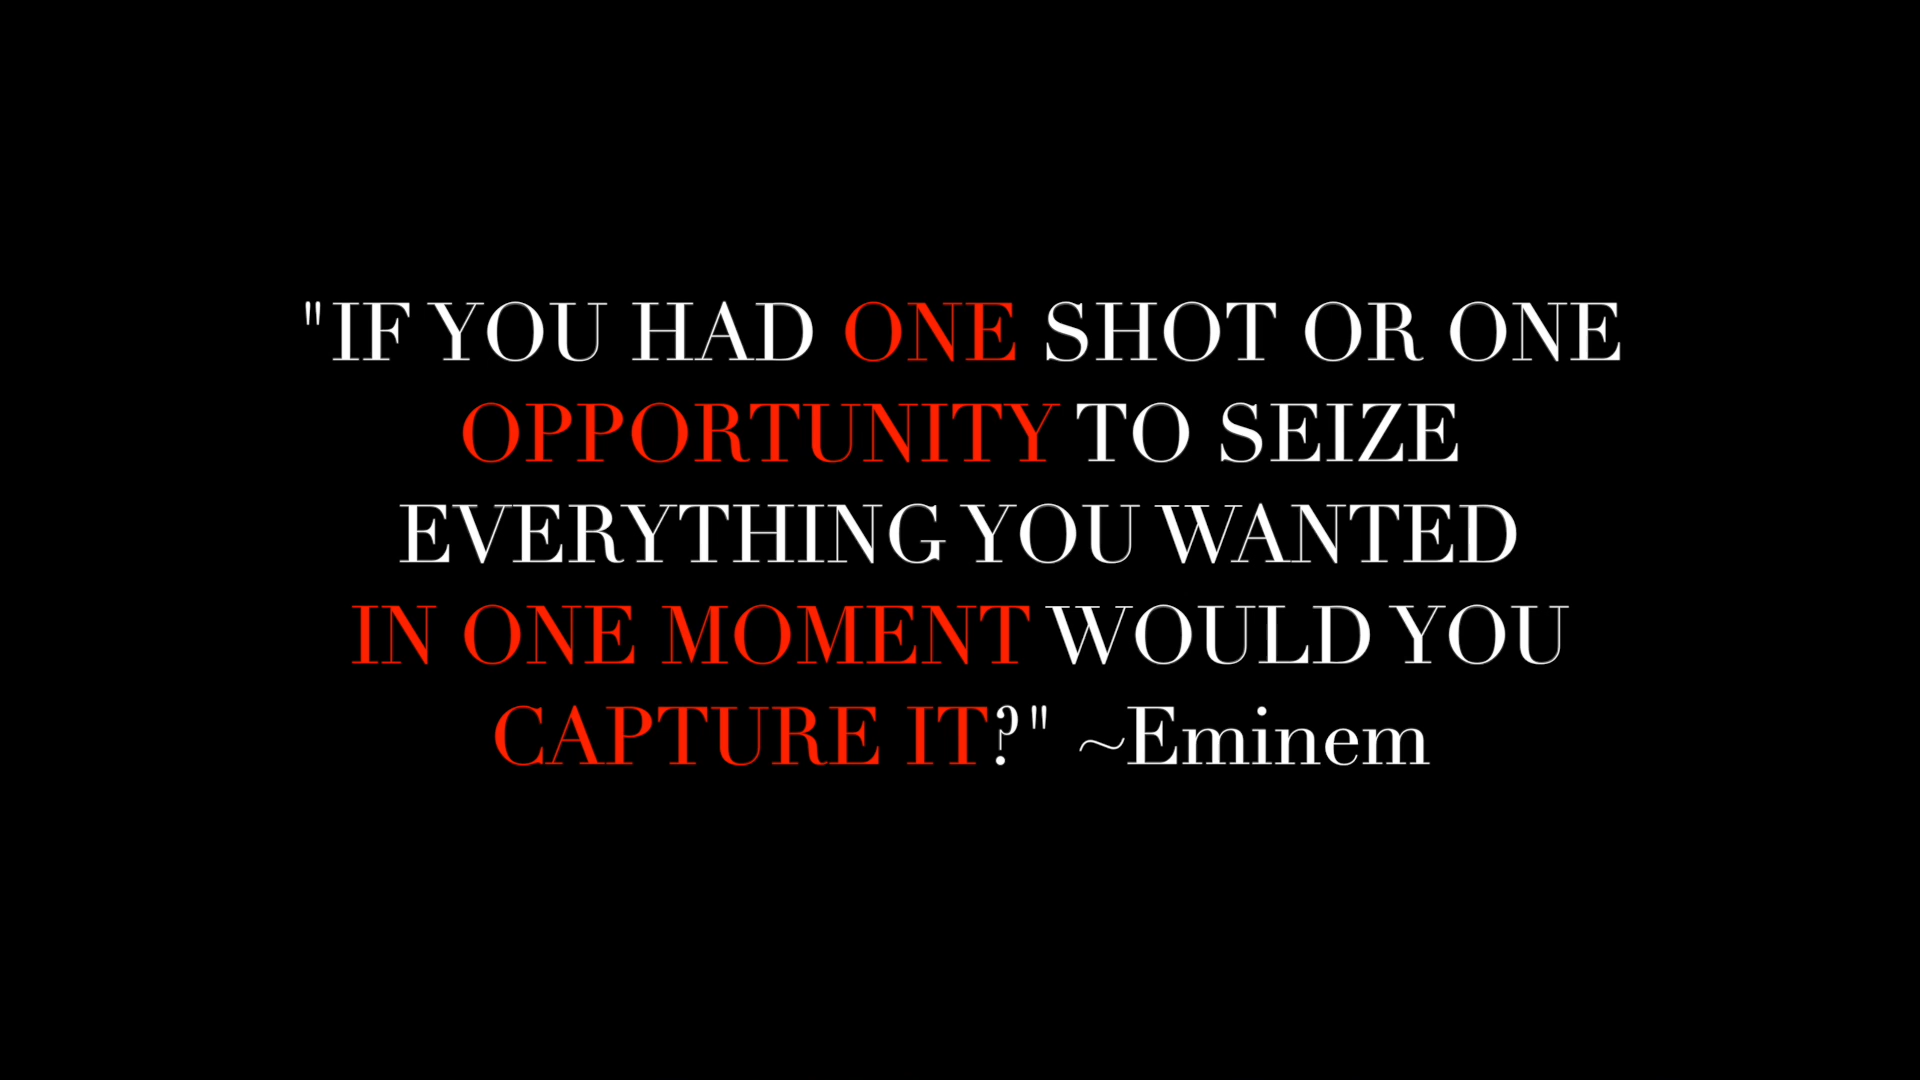 "IF YOU HAD ONE SHOT OR ONE
OPPORTUNITY TO SEIZE
EVERYTHING YOU WANTED
IN ONE MOMENT WOULD YOU
CAPTURE IT?" ~Eminem